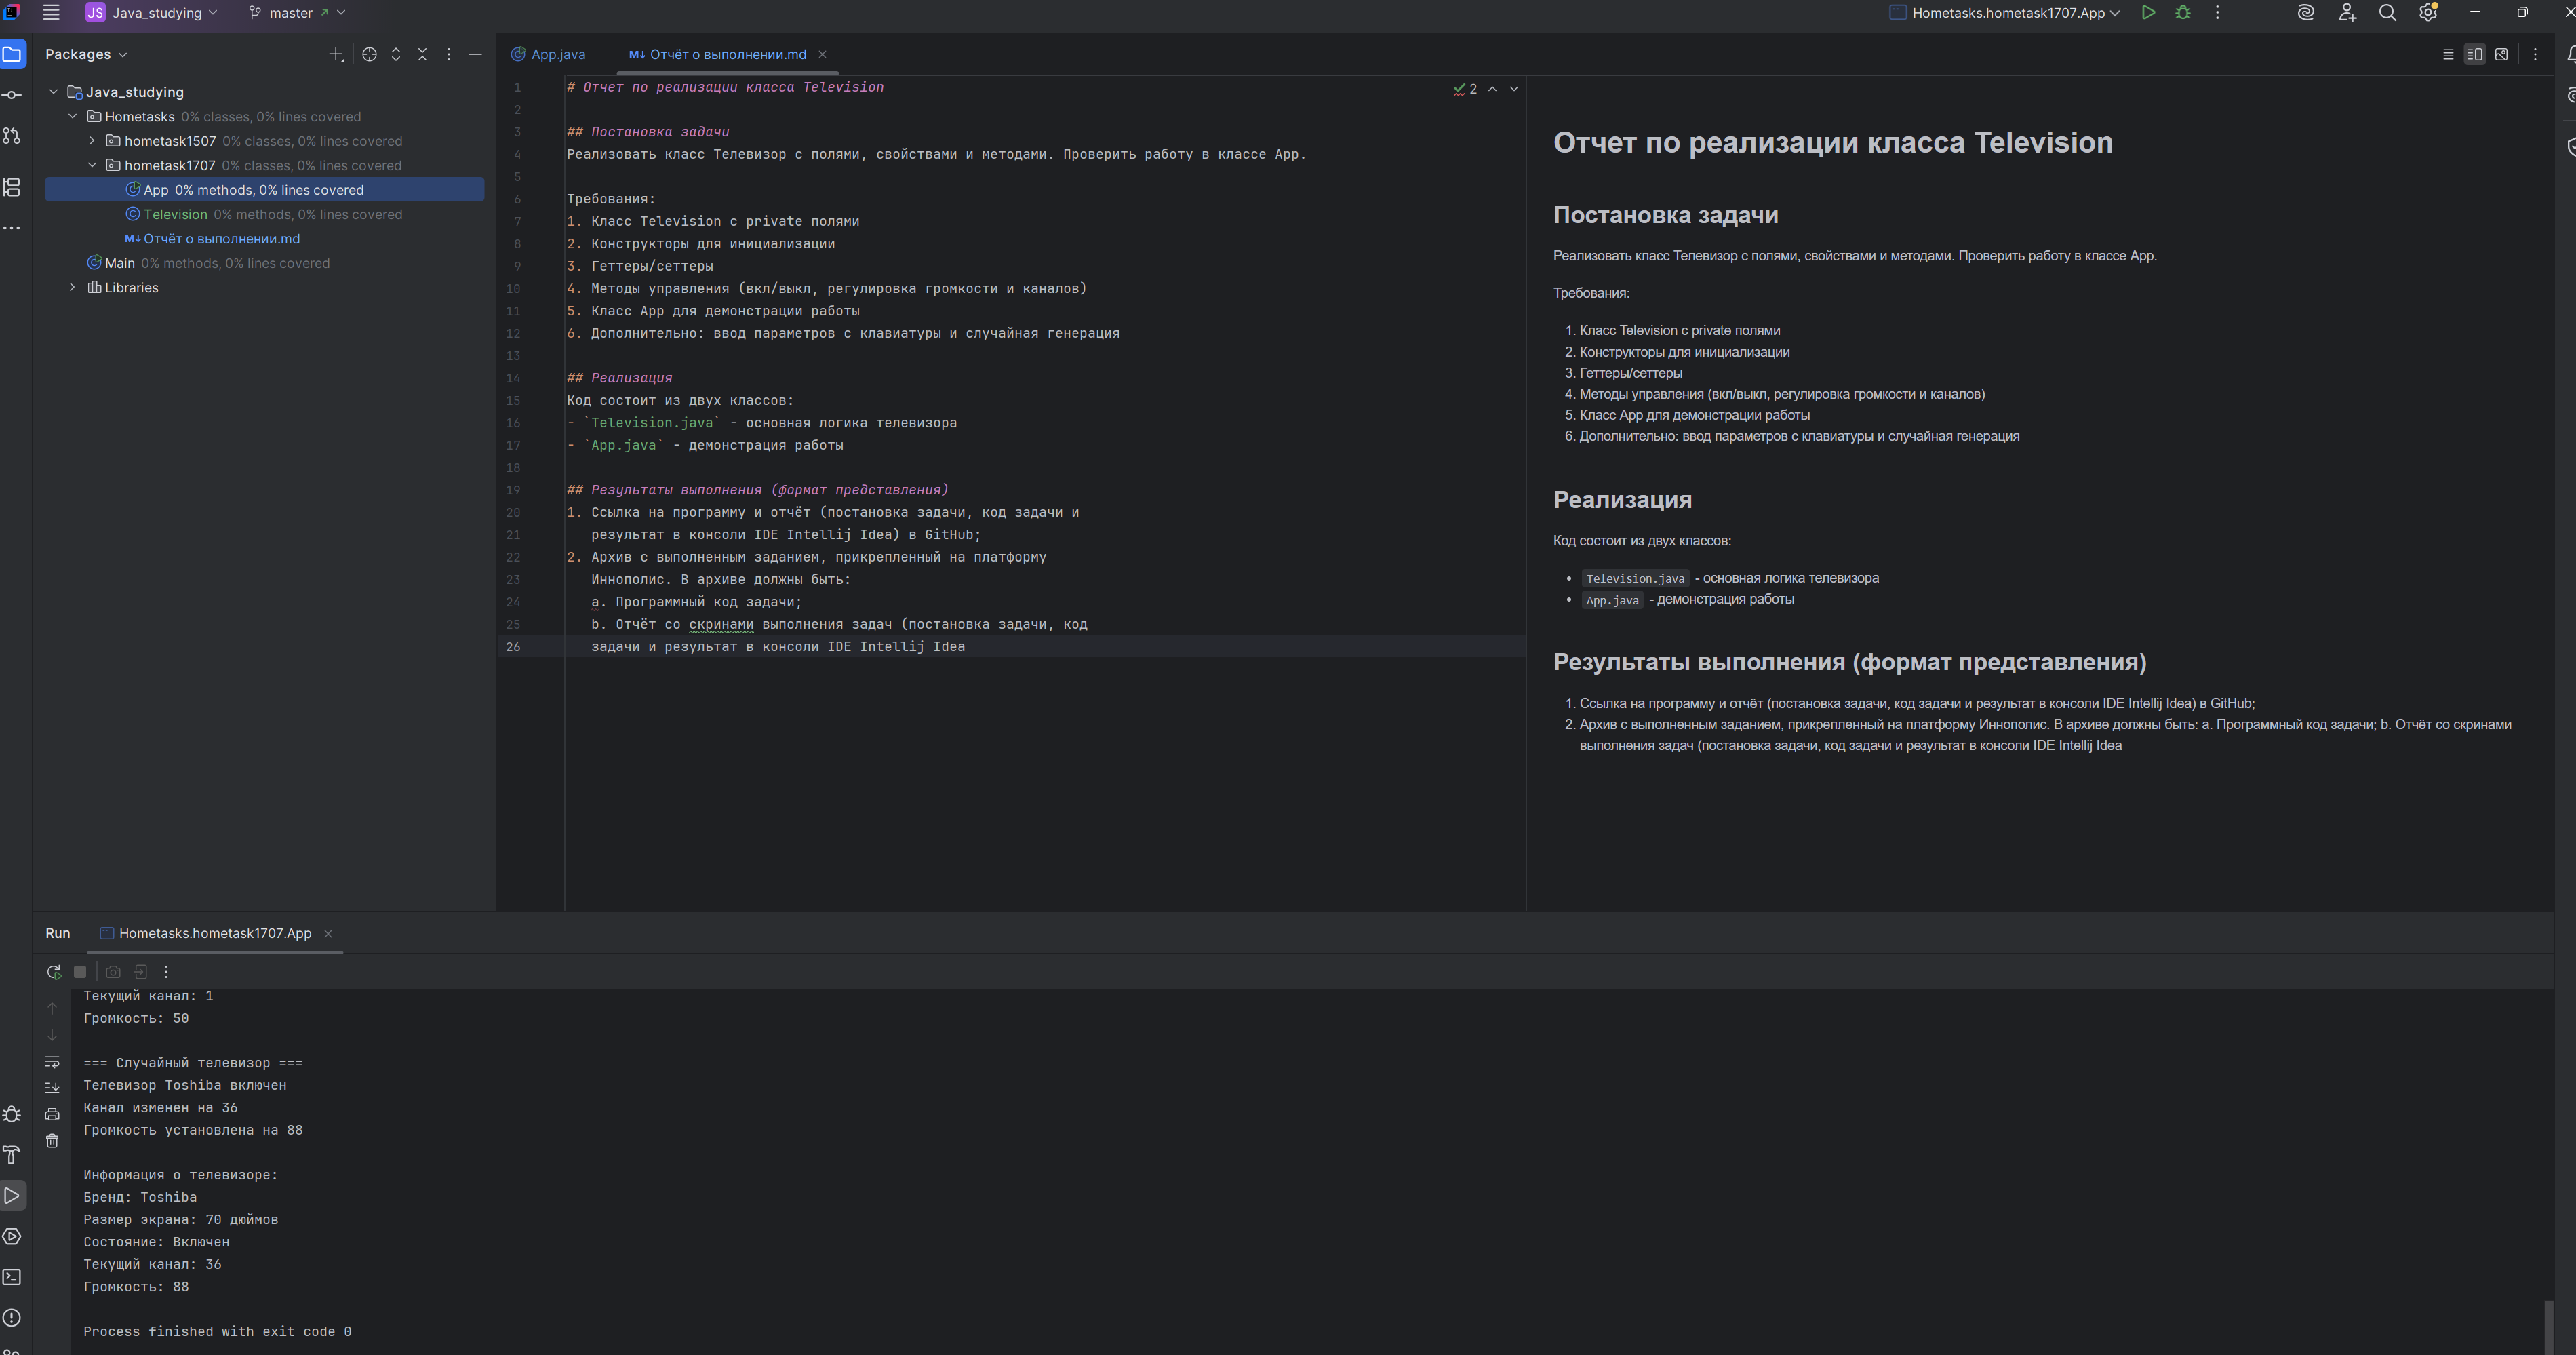 JS Java_studying master Hometasks.hometask1707.App
Packages
App.java
M↓ Отчёт о выполнении.md
Java_studying
Hometasks 0% classes, 0% lines covered
hometask1507 0% classes, 0% lines covered
hometask1707 0% classes, 0% lines covered
App 0% methods, 0% lines covered
Television 0% methods, 0% lines covered
M↓ Отчёт о выполнении.md
Main 0% methods, 0% lines covered
Libraries
2
1 # Отчет по реализации класса Television
2
3 ## Постановка задачи
4 Реализовать класс Телевизор с полями, свойствами и методами. Проверить работу в классе App.
5
6 Требования:
7 1. Класс Television с private полями
8 2. Конструкторы для инициализации
9 3. Геттеры/сеттеры
10 4. Методы управления (вкл/выкл, регулировка громкости и каналов)
11 5. Класс App для демонстрации работы
12 6. Дополнительно: ввод параметров с клавиатуры и случайная генерация
13
14 ## Реализация
15 Код состоит из двух классов:
16 - `Television.java` - основная логика телевизора
17 - `App.java` - демонстрация работы
18
19 ## Результаты выполнения (формат представления)
20 1. Ссылка на программу и отчёт (постановка задачи, код задачи и
21 результат в консоли IDE Intellij Idea) в GitHub;
22 2. Архив с выполненным заданием, прикрепленный на платформу
23 Иннополис. В архиве должны быть:
24 a. Программный код задачи;
25 b. Отчёт со скринами выполнения задач (постановка задачи, код
26 задачи и результат в консоли IDE Intellij Idea
Отчет по реализации класса Television
Постановка задачи
Реализовать класс Телевизор с полями, свойствами и методами. Проверить работу в классе App.
Требования:
1. Класс Television с private полями
2. Конструкторы для инициализации
3. Геттеры/сеттеры
4. Методы управления (вкл/выкл, регулировка громкости и каналов)
5. Класс App для демонстрации работы
6. Дополнительно: ввод параметров с клавиатуры и случайная генерация
Реализация
Код состоит из двух классов:
• Television.java - основная логика телевизора
• App.java - демонстрация работы
Результаты выполнения (формат представления)
1. Ссылка на программу и отчёт (постановка задачи, код задачи и результат в консоли IDE Intellij Idea) в GitHub;
2. Архив с выполненным заданием, прикрепленный на платформу Иннополис. В архиве должны быть: a. Программный код задачи; b. Отчёт со скринами
выполнения задач (постановка задачи, код задачи и результат в консоли IDE Intellij Idea
Run Hometasks.hometask1707.App
Текущий канал: 1
Громкость: 50
=== Случайный телевизор ===
Телевизор Toshiba включен
Канал изменен на 36
Громкость установлена на 88
Информация о телевизоре:
Бренд: Toshiba
Размер экрана: 70 дюймов
Состояние: Включен
Текущий канал: 36
Громкость: 88
Process finished with exit code 0